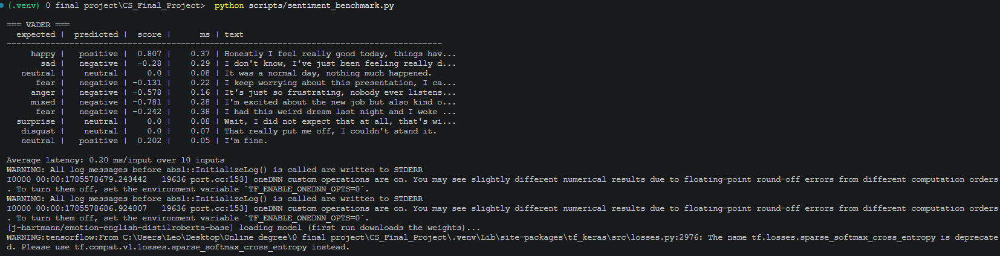 (.venv) 0 final project\CS_Final_Project> python scripts/sentiment_benchmark.py
=== VADER ===
expected | predicted | score | ms | text
-------------------------------------------------------------------------------------------
happy | positive | 0.807 | 0.37 | Honestly I feel really good today, things hav...
sad | negative | -0.28 | 0.29 | I don't know, I've just been feeling really d...
neutral | neutral | 0.0 | 0.08 | It was a normal day, nothing much happened.
fear | negative | -0.131 | 0.22 | I keep worrying about this presentation, I ca...
anger | negative | -0.578 | 0.16 | It's just so frustrating, nobody ever listens...
mixed | negative | -0.781 | 0.28 | I'm excited about the new job but also kind o...
fear | negative | -0.242 | 0.38 | I had this weird dream last night and I woke ...
surprise | neutral | 0.0 | 0.08 | Wait, I did not expect that at all, that's wi...
disgust | neutral | 0.0 | 0.07 | That really put me off, I couldn't stand it.
neutral | positive | 0.202 | 0.05 | I'm fine.
Average latency: 0.20 ms/input over 10 inputs
WARNING: All log messages before absl::InitializeLog() is called are written to STDERR
I0000 00:00:1785578679.243442   19636 port.cc:153] oneDNN custom operations are on. You may see slightly different numerical results due to floating-point round-off errors from different computation orders
. To turn them off, set the environment variable `TF_ENABLE_ONEDNN_OPTS=0`.
WARNING: All log messages before absl::InitializeLog() is called are written to STDERR
I0000 00:00:1785578686.924807   19636 port.cc:153] oneDNN custom operations are on. You may see slightly different numerical results due to floating-point round-off errors from different computation orders
. To turn them off, set the environment variable `TF_ENABLE_ONEDNN_OPTS=0`.
[j-hartmann/emotion-english-distilroberta-base] loading model (first run downloads the weights)...
WARNING:tensorflow:From C:\Users\Leo\Desktop\Online degree\0 final project\CS_Final_Project\.venv\Lib\site-packages\tf_keras\src\losses.py:2976: The name tf.losses.sparse_softmax_cross_entropy is deprecate
d. Please use tf.compat.v1.losses.sparse_softmax_cross_entropy instead.